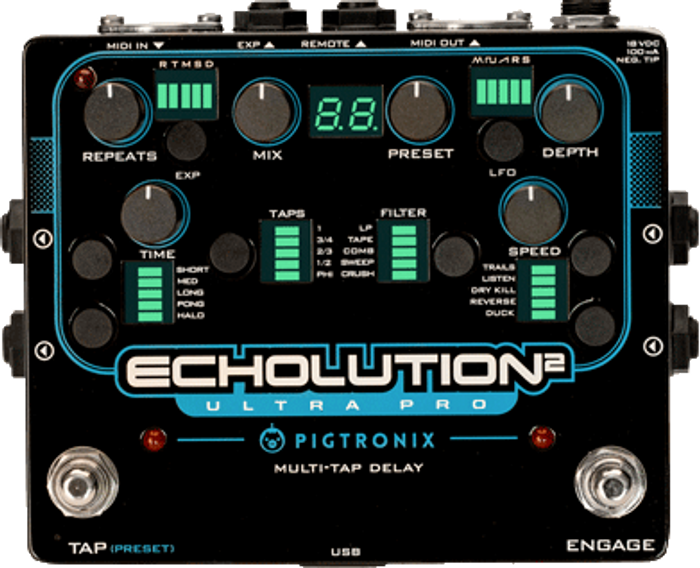 MIDI IN ▼
EXP ▲
REMOTE ▲
MIDI OUT ▲
18 VDC
100 mA
NEG. TIP
R T M S D
R S
8.8.
REPEATS
MIX
PRESET
DEPTH
EXP
LFO
TIME
TAPS
FILTER
SPEED
1
3/4
2/3
1/2
PHI
LP
TAPE
COMB
SWEEP
CRUSH
SHORT
MED
LONG
PONG
HALO
TRAILS
LISTEN
DRY KILL
REVERSE
DUCK
ECHOLUTION2
ULTRA PRO
PIGTRONIX
MULTI-TAP DELAY
TAP (PRESET)
USB
ENGAGE